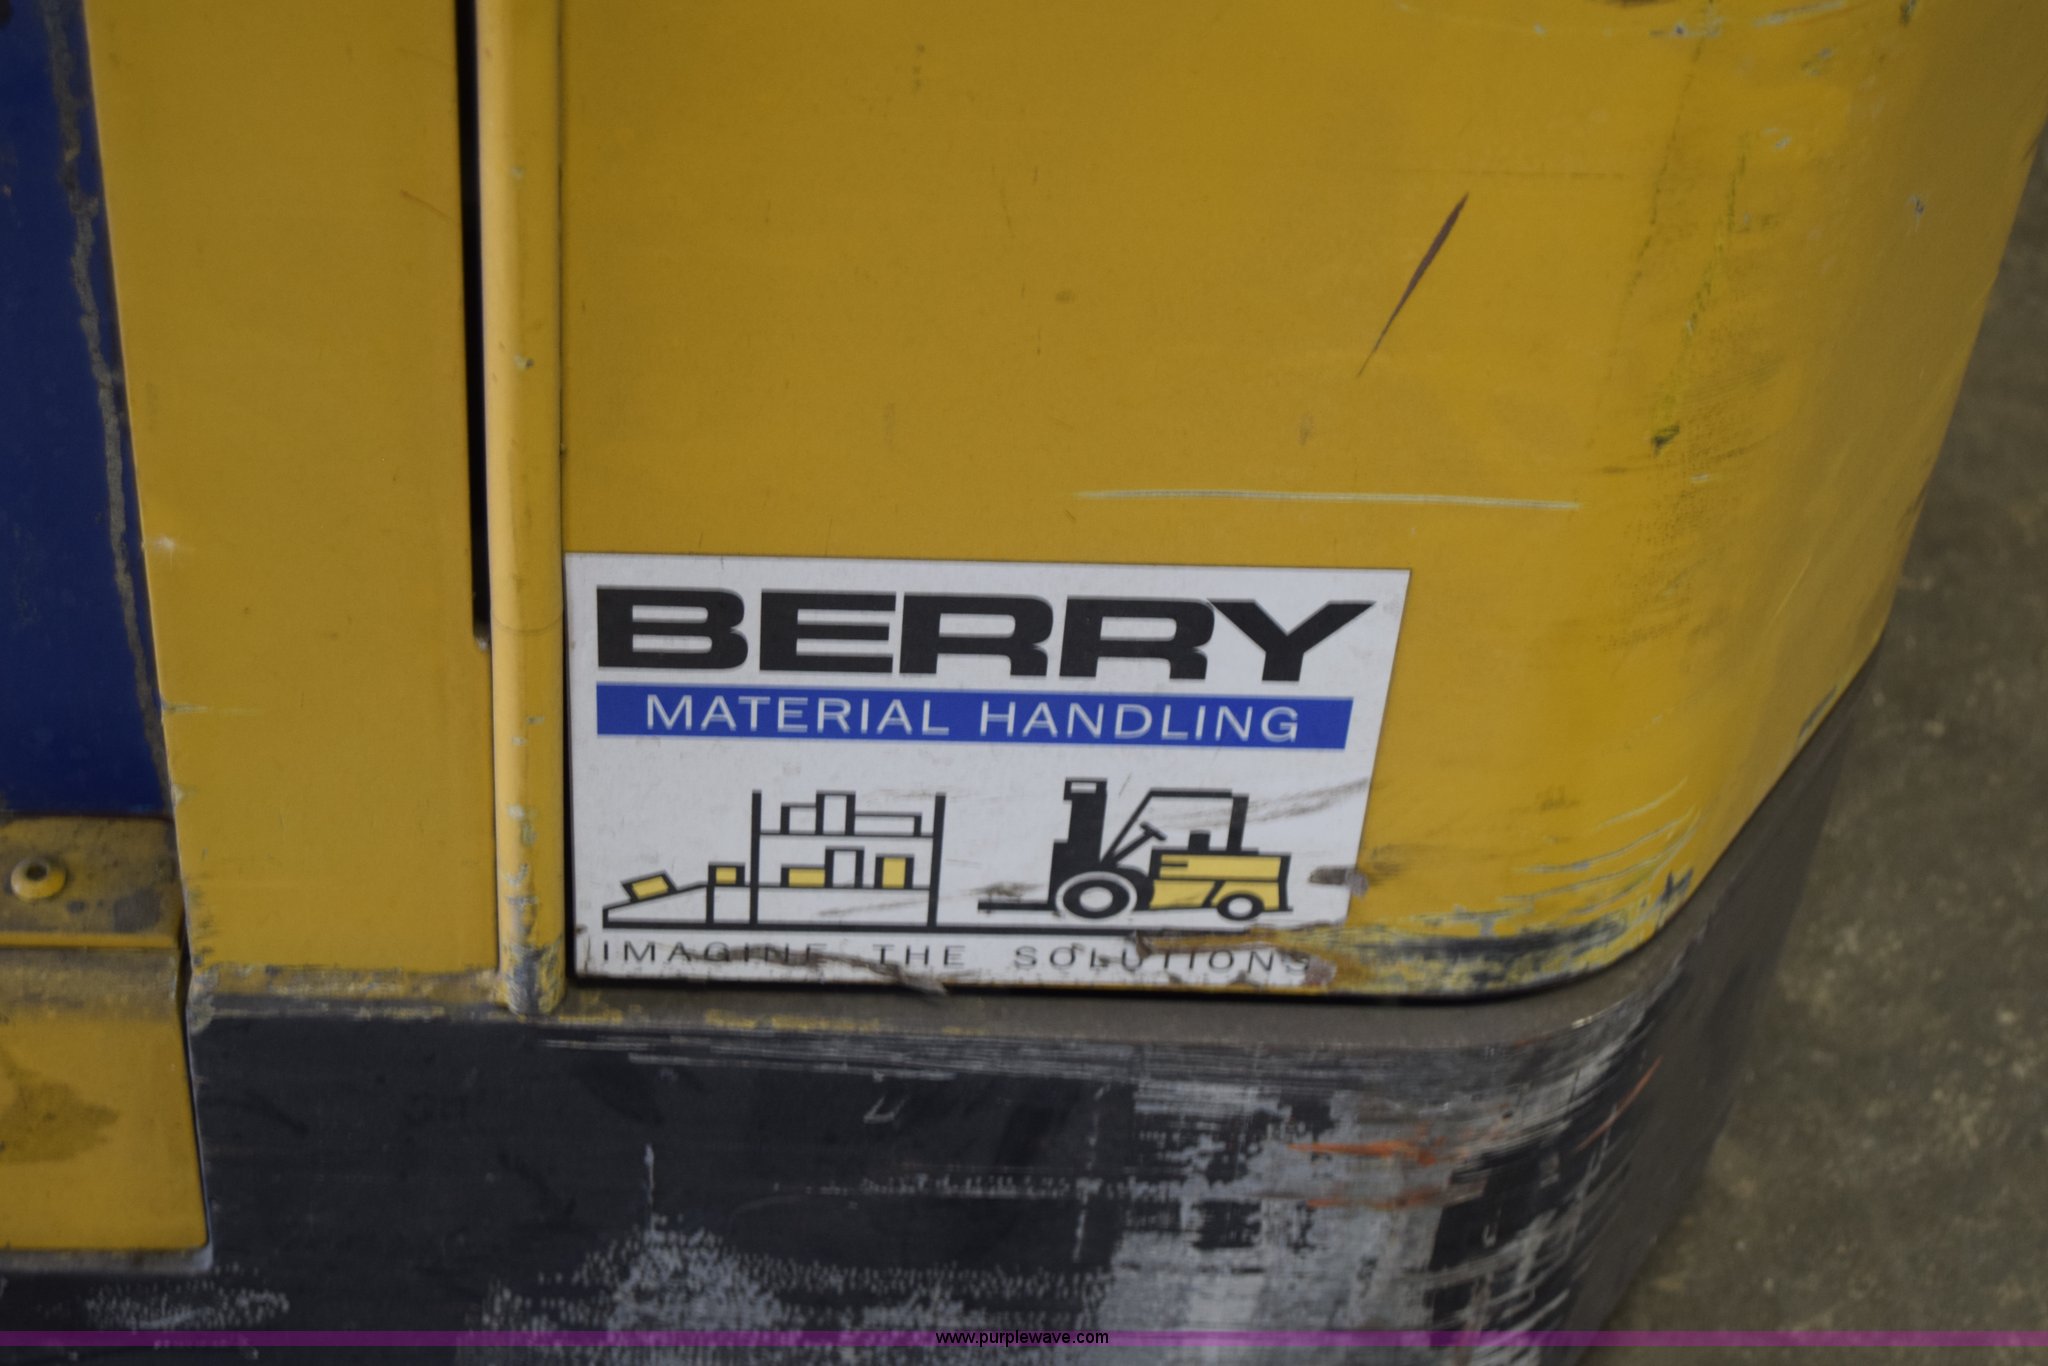 BERRY
MATERIAL HANDLING
IMAGINE THE SOLUTIONS
www.purplewave.com